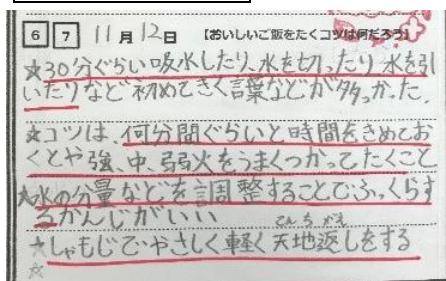 6 7 11月12日 【おいしいご飯をたくコツは何だろう】
☆30分ぐらい吸水したり、水を切ったり 水を引
いたりなど初めてきく言葉などが多かった。
☆コツは、何分間ぐらいと時間をきめてお
くとや強、中、弱火をうまくつかってたくこと
★水の分量などを調整することでふっくらす
るかんじがいい
てんちがえ
★しゃもじでやさしく軽く天地返しをする
☆